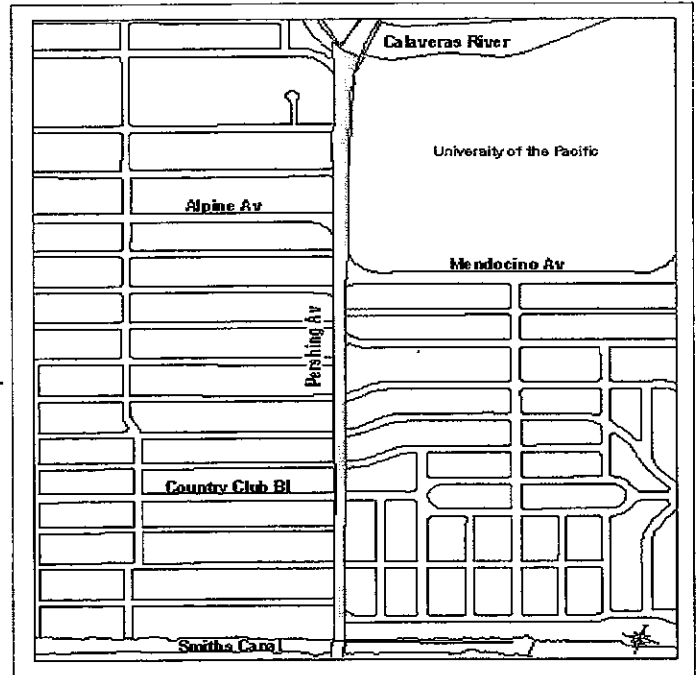 Calaveras River
University of the Pacific
Alpine Av
Mendocino Av
Pershing Av
Country Club Bl
Smiths Canal